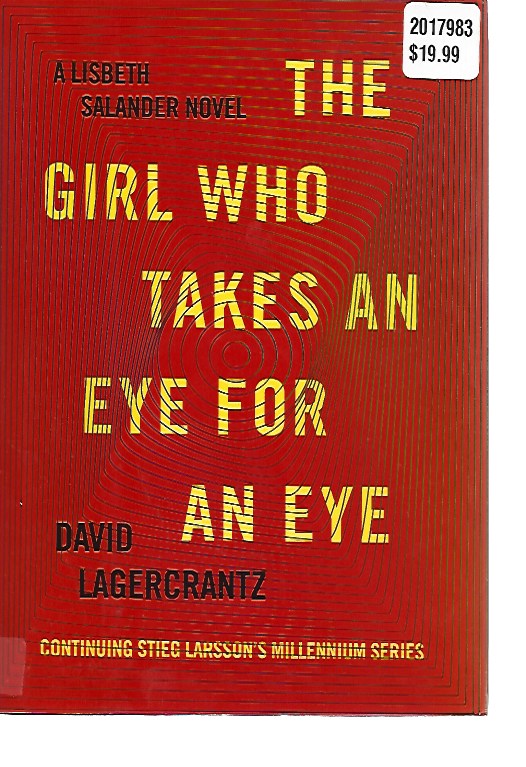 2017983
$19.99
A LISBETH
SALANDER NOVEL
THE
GIRL WHO
TAKES AN
EYE FOR
AN EYE
DAVID
LAGERCRANTZ
CONTINUING STIEG LARSSON'S MILLENNIUM SERIES